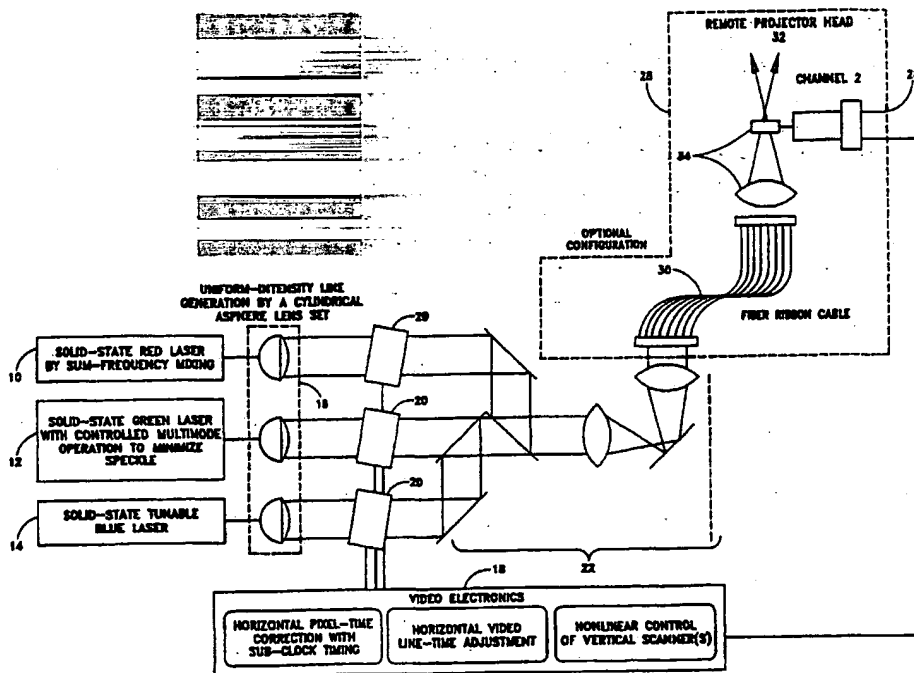 REMOTE PROJECTOR HEAD
32
CHANNEL 2
28
34
OPTIONAL
CONFIGURATION
30
FIBER RIBBON CABLE
UNIFORM-INTENSITY LINE
GENERATION BY A CYLINDRICAL
ASPHERE LENS SET
20
10
SOLID-STATE RED LASER
BY SUM-FREQUENCY MIXING
16
20
12
SOLID-STATE GREEN LASER
WITH CONTROLLED MULTIMODE
OPERATION TO MINIMIZE
SPECKLE
20
14
SOLID-STATE TUNABLE
BLUE LASER
22
18
VIDEO ELECTRONICS
HORIZONTAL PIXEL-TIME
CORRECTION WITH
SUB-CLOCK TIMING
HORIZONTAL VIDEO
LINE-TIME ADJUSTMENT
NONLINEAR CONTROL
OF VERTICAL SCANNER(S)